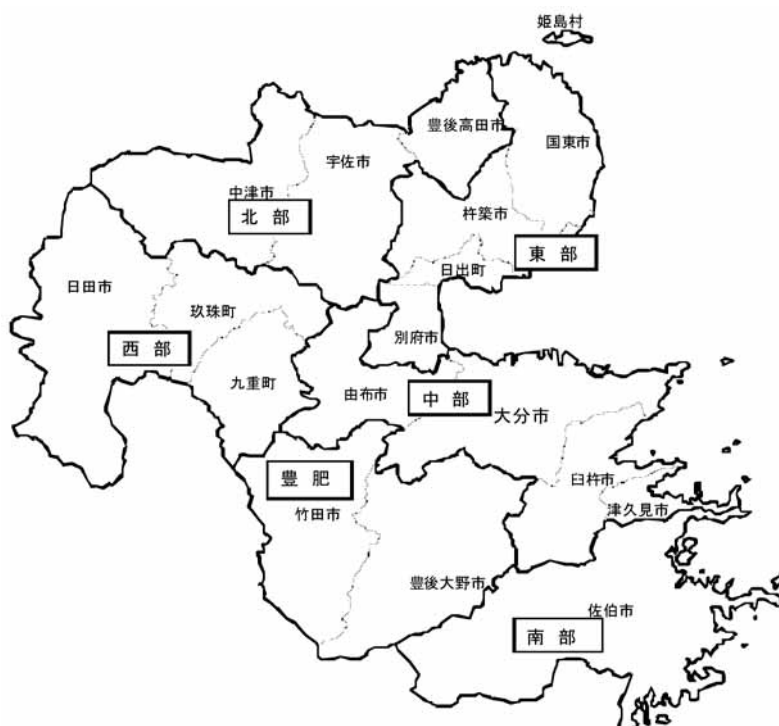 姫島村
豊後高田市
国東市
宇佐市
中津市
北部
杵築市
東部
日出町
日田市
玖珠町
別府市
西部
九重町
由布市
中部
大分市
豊肥
竹田市
臼杵市
津久見市
豊後大野市
佐伯市
南部